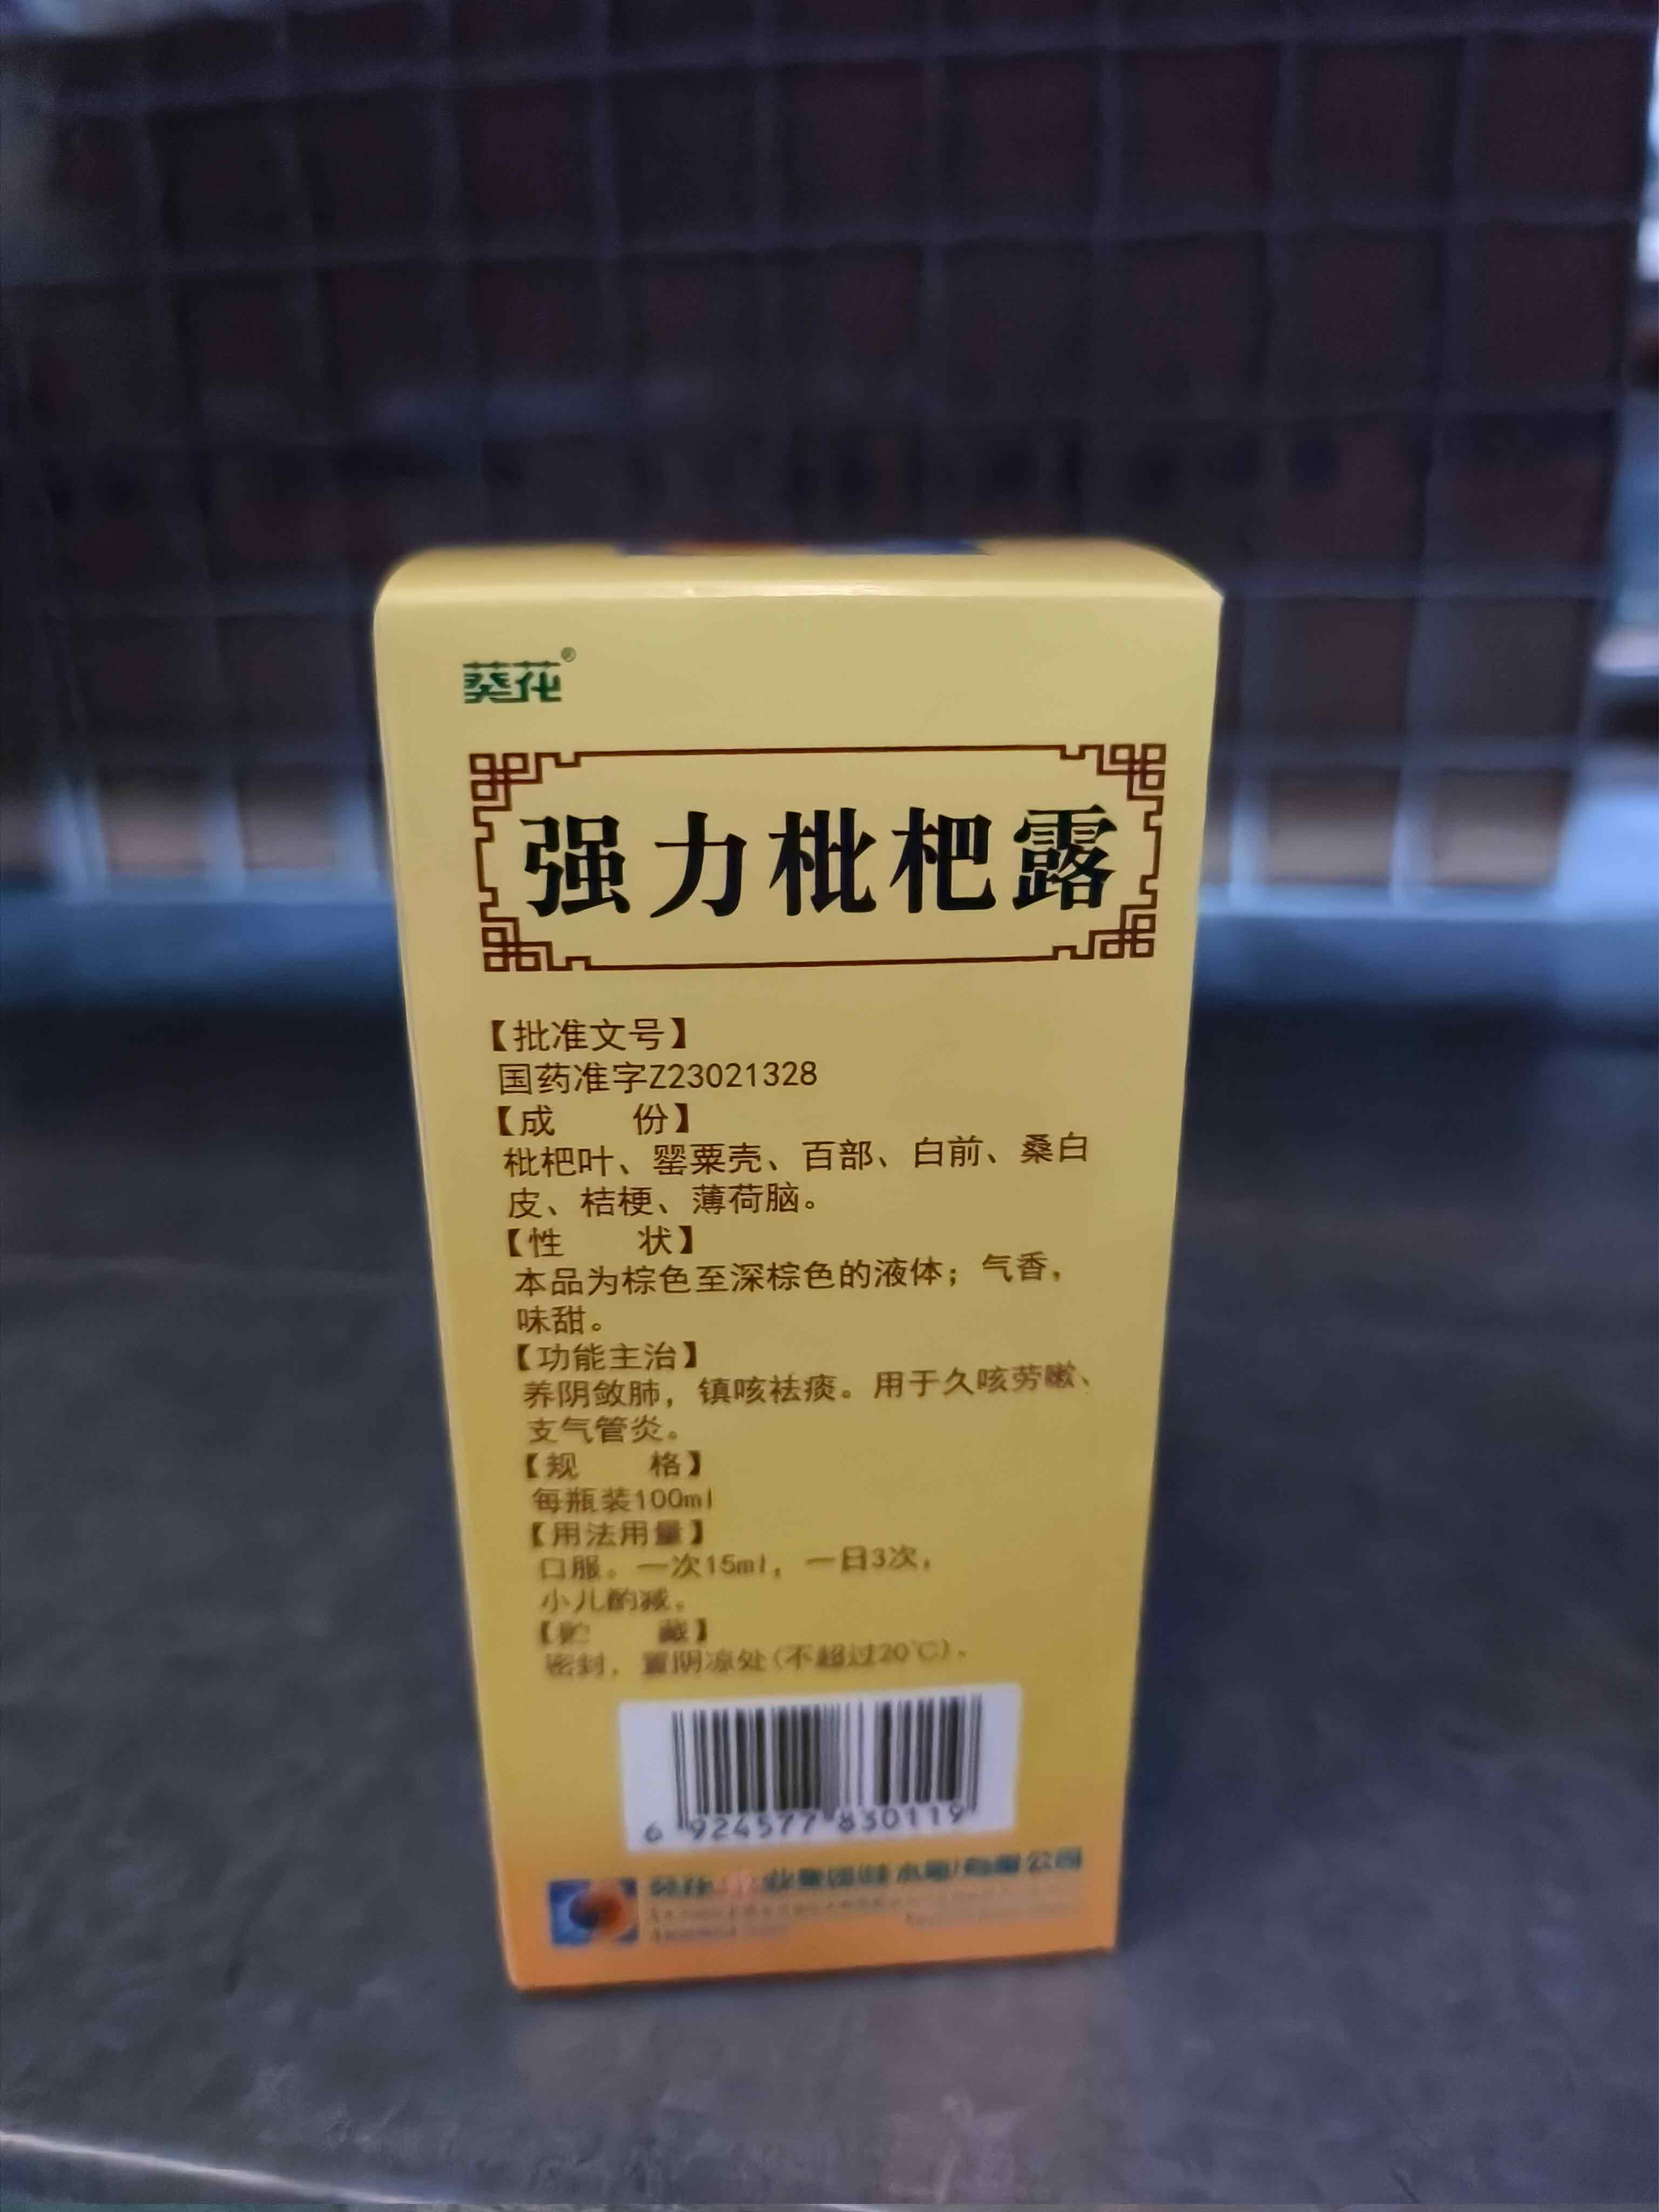 葵花®
强力枇杷露
【批准文号】
国药准字Z23021328
【成 份】
枇杷叶、罂粟壳、百部、白前、桑白
皮、桔梗、薄荷脑。
【性 状】
本品为棕色至深棕色的液体；气香，
味甜。
【功能主治】
养阴敛肺，镇咳祛痰。用于久咳劳嗽、
支气管炎。
【规 格】
每瓶装100ml
【用法用量】
口服。一次15ml，一日3次，
小儿酌减。
【贮 藏】
密封，置阴凉处(不超过20℃)。
6 924577 830119